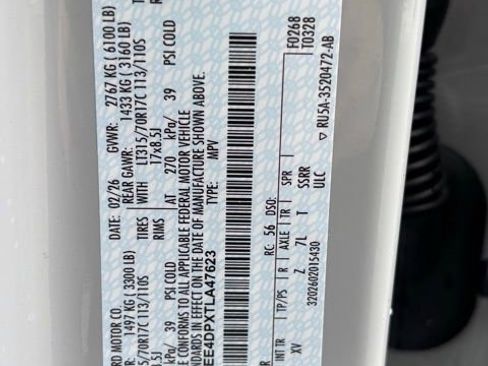 RD MOTOR CO. DATE: 02/26 GVWR: 2767 KG ( 6100 LB)
R: 1497 KG (3300 LB) REAR GAWR: 1433 KG ( 3160 LB)
/70R17C 113/110S TIRES WITH LT315/70R17C 113/110S
RIMS 17x8.5J
/ 39 PSI COLD AT 270 kPa/ 39 PSI COLD
E CONFORMS TO ALL APPLICABLE FEDERAL MOTOR VEHICLE
DARDS IN EFFECT ON THE DATE OF MANUFACTURE SHOWN ABOVE.
EE4DPXTLA47623 TYPE: MPV
F0268
T0328
RC: 56 DSO:
INT TR TP/PS R AXLE TR SPR
XV Z 7L T SSRR
ULC
3202602015430
RU5A-3520472-AB